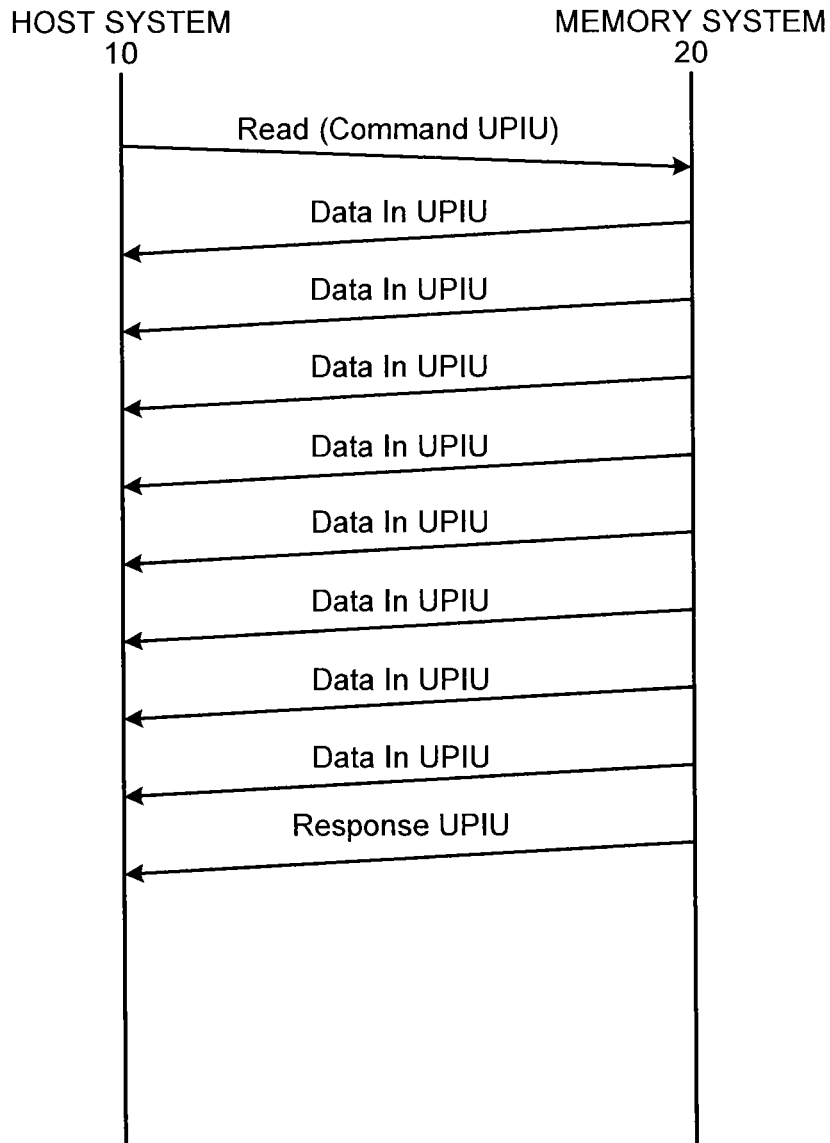 HOST SYSTEM MEMORY SYSTEM
10 20
Read (Command UPIU)
Data In UPIU
Data In UPIU
Data In UPIU
Data In UPIU
Data In UPIU
Data In UPIU
Data In UPIU
Data In UPIU
Response UPIU